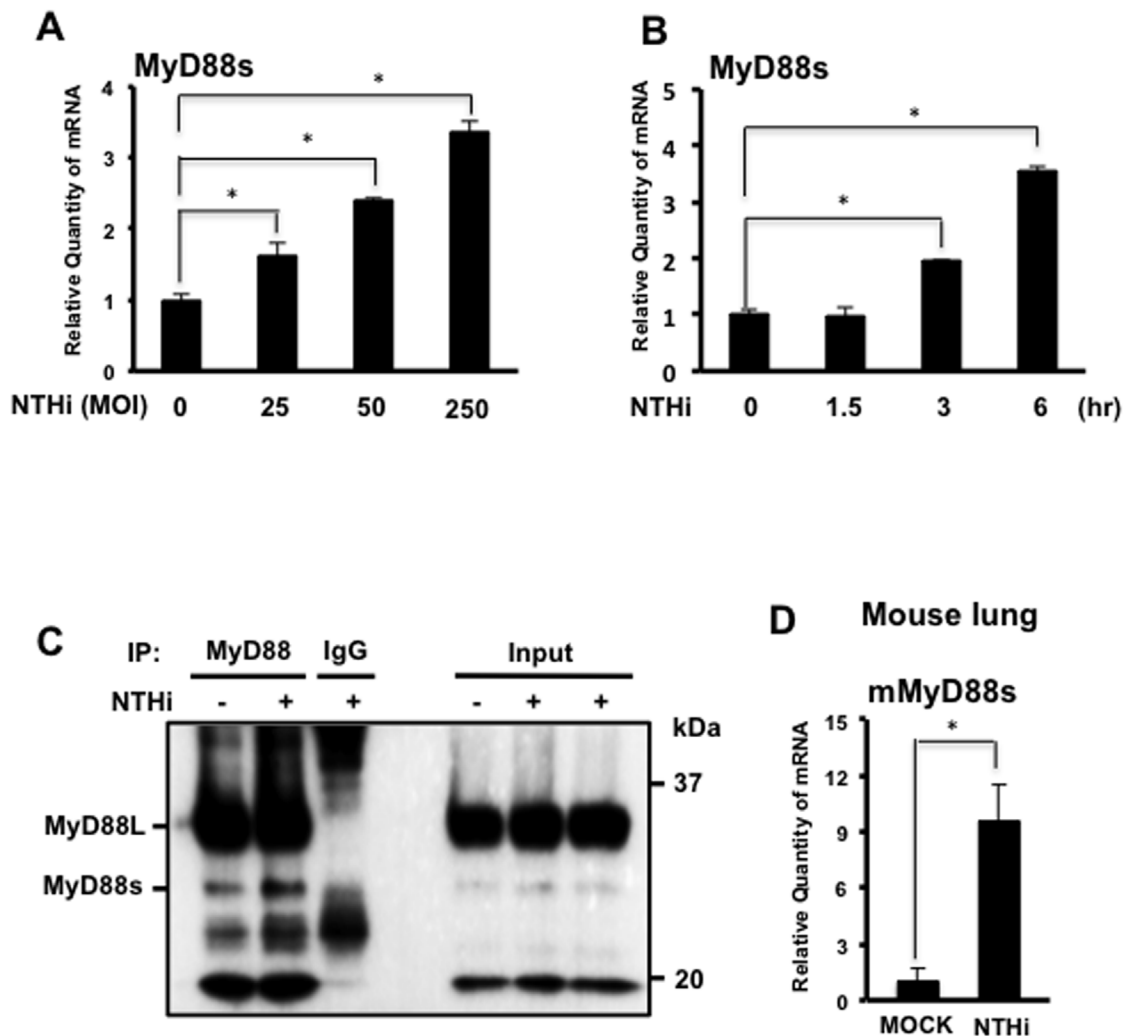 A
MyD88s
Relative Quantity of mRNA
4
3
2
1
0
*
*
*
NTHi (MOI) 0 25 50 250
B
MyD88s
Relative Quantity of mRNA
5
4
3
2
1
0
*
*
NTHi 0 1.5 3 6 (hr)
C
IP: MyD88 IgG Input
NTHi - + + - + +
kDa
37
MyD88L
MyD88s
20
D
Mouse lung
mMyD88s
Relative Quantity of mRNA
15
12
9
6
3
0
*
MOCK NTHi